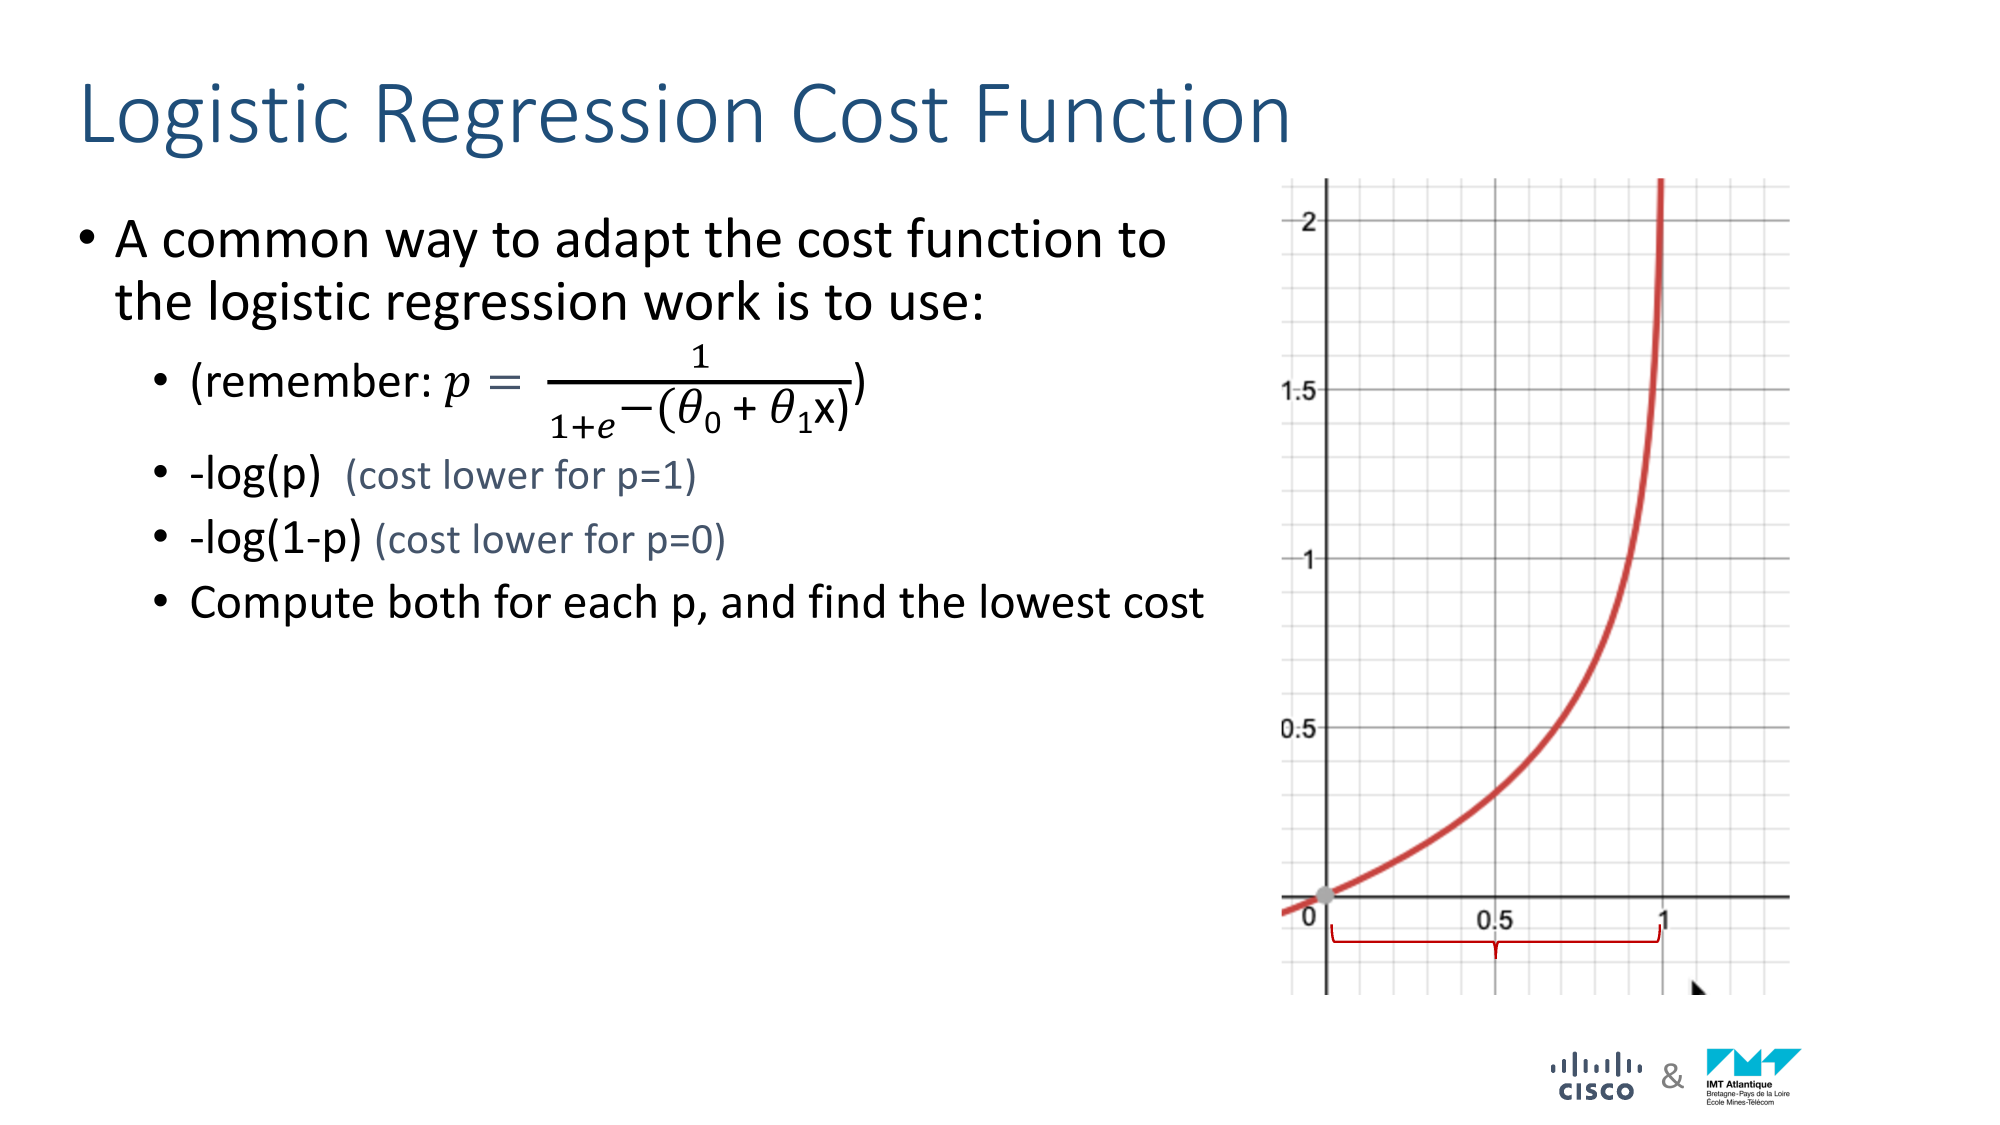 Logistic Regression Cost Function
• A common way to adapt the cost function to
the logistic regression work is to use:
• (remember: 𝑝 = 1 / 1+𝑒−(𝜃₀ + 𝜃₁x))
• -log(p) (cost lower for p=1)
• -log(1-p) (cost lower for p=0)
• Compute both for each p, and find the lowest cost
2
1.5
1
0.5
0 0.5 1
CISCO & IMT Atlantique
Bretagne-Pays de la Loire
École Mines-Télécom